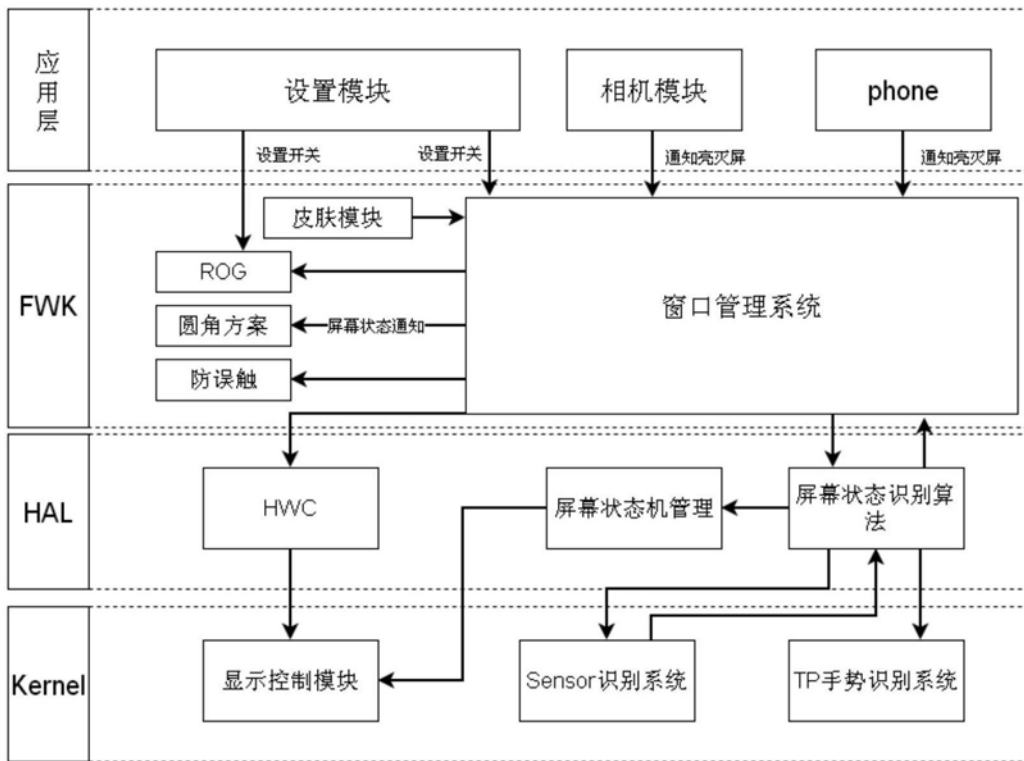 应
用
层
设置模块
相机模块
phone
设置开关
设置开关
通知亮灭屏
通知亮灭屏
FWK
皮肤模块
ROG
圆角方案
屏幕状态通知
防误触
窗口管理系统
HAL
HWC
屏幕状态机管理
屏幕状态识别算
法
Kernel
显示控制模块
Sensor识别系统
TP手势识别系统